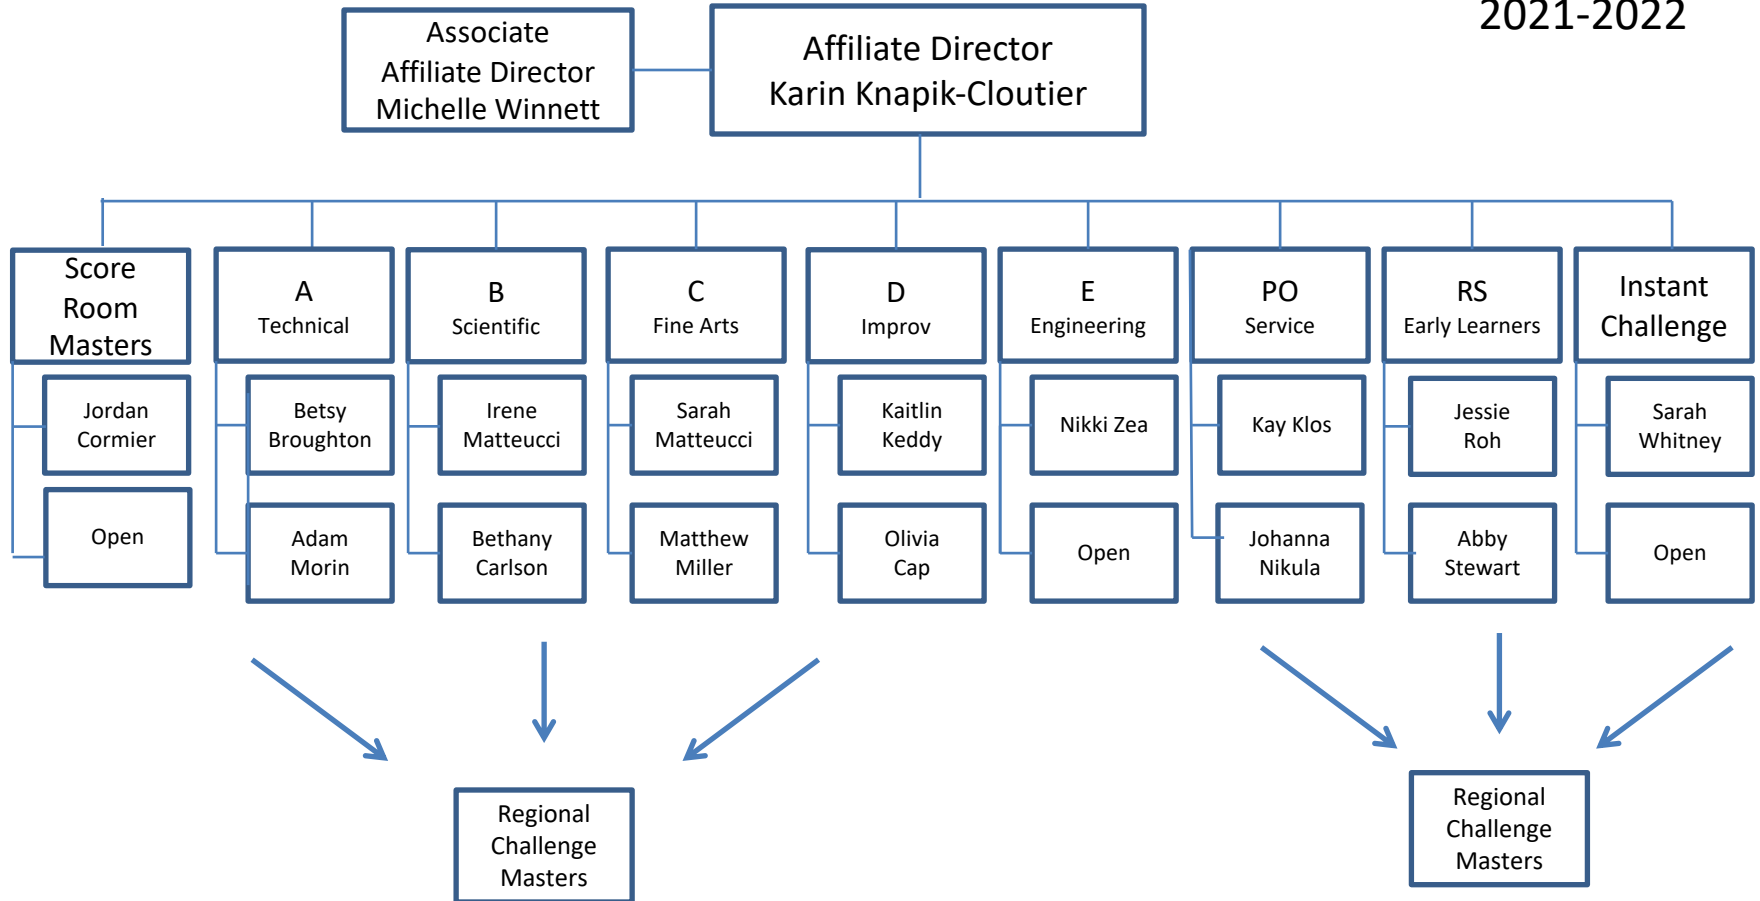 2021-2022
Associate
Affiliate Director
Michelle Winnett
Affiliate Director
Karin Knapik-Cloutier
Score
Room
Masters
A
Technical
B
Scientific
C
Fine Arts
D
Improv
E
Engineering
PO
Service
RS
Early Learners
Instant
Challenge
Jordan
Cormier
Betsy
Broughton
Irene
Matteucci
Sarah
Matteucci
Kaitlin
Keddy
Nikki Zea
Kay Klos
Jessie
Roh
Sarah
Whitney
Open
Adam
Morin
Bethany
Carlson
Matthew
Miller
Olivia
Cap
Open
Johanna
Nikula
Abby
Stewart
Open
Regional
Challenge
Masters
Regional
Challenge
Masters